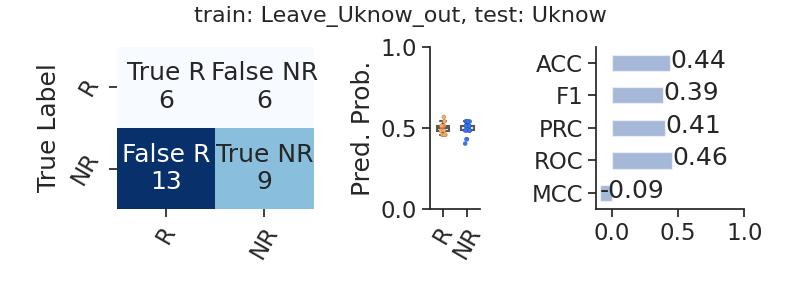 train: Leave_Uknow_out, test: Uknow
True Label
R
NR
True R
6
False NR
6
False R
13
True NR
9
R
NR
Pred. Prob.
1.0
0.5
0.0
R
NR
ACC
0.44
F1
0.39
PRC
0.41
ROC
0.46
MCC
-0.09
0.0
0.5
1.0